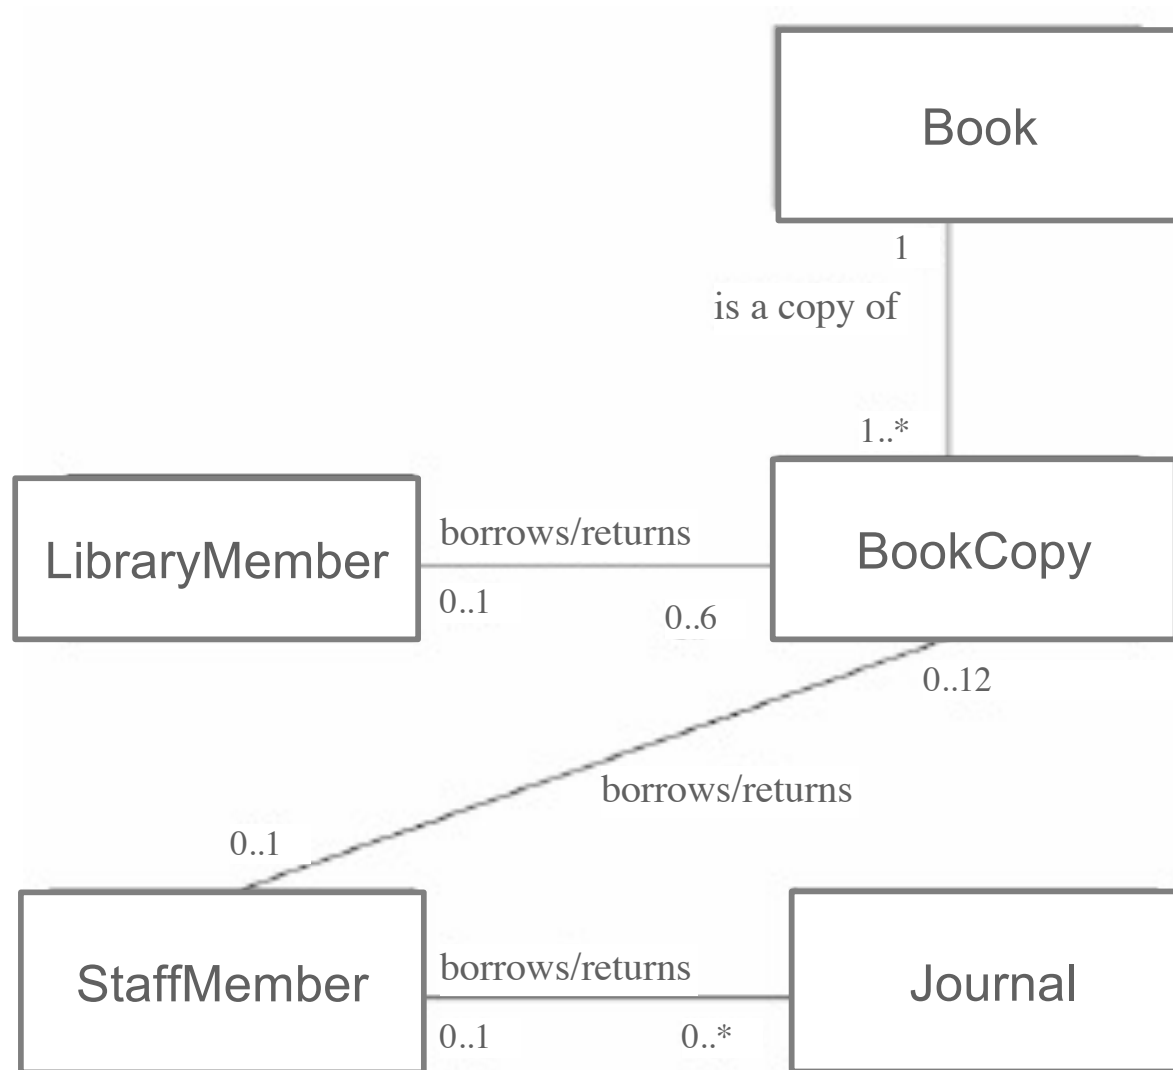 Book
1
is a copy of
1..*
LibraryMember
borrows/returns
BookCopy
0..1
0..6
0..12
borrows/returns
0..1
StaffMember
borrows/returns
Journal
0..1
0..*